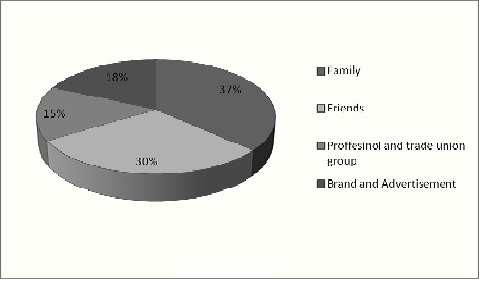 18%
37%
15%
30%
Family
Friends
Proffesinol and trade union
group
Brand and Advertisement